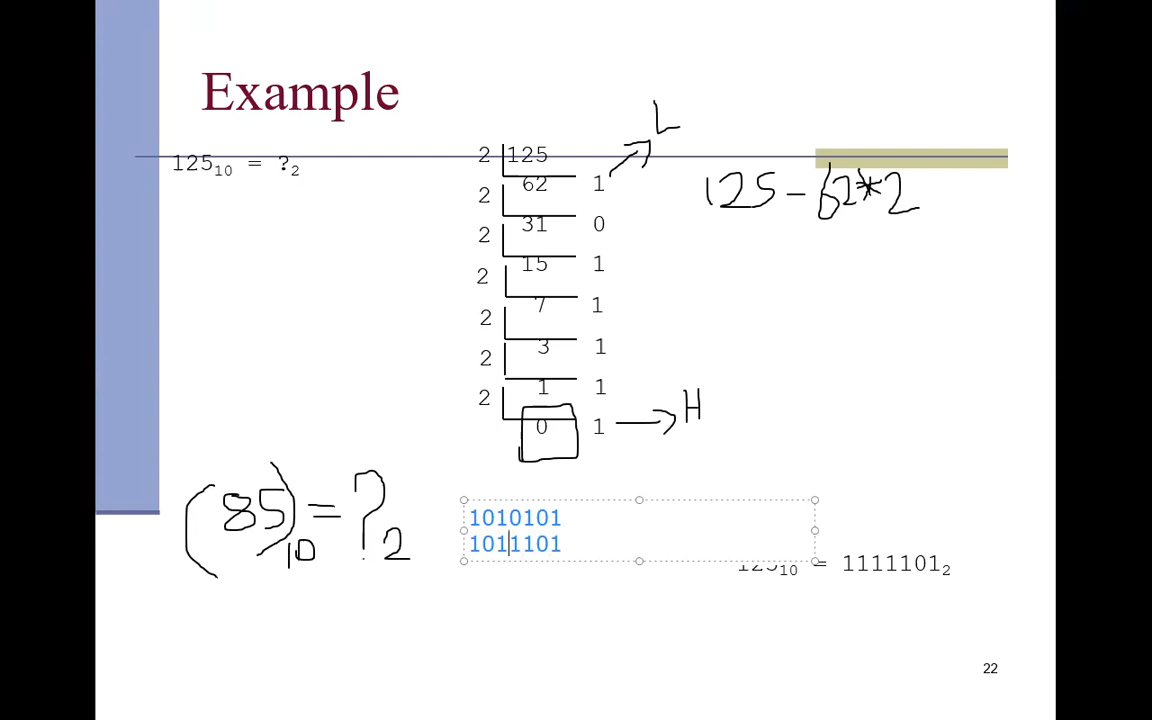 Example
L
125₁₀ = ?₂
2 125
125 - 62*2
62 1
2
31 0
2
15 1
2
7 1
2
3 1
2
1 1
2
0 1
H
(85)₁₀ = ?₂
1010101
1011101
125₁₀ = 1111101₂
22